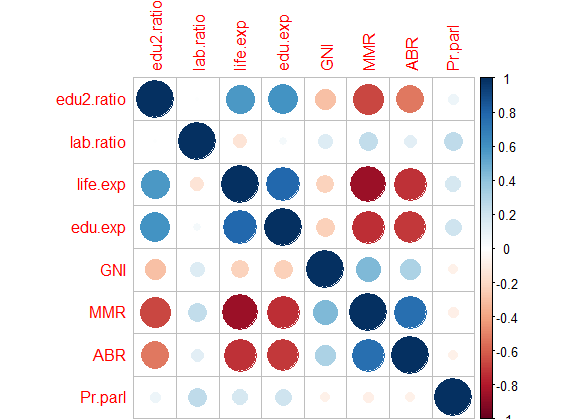 edu2.ratio
lab.ratio
life.exp
edu.exp
GNI
MMR
ABR
Pr.parl
edu2.ratio
lab.ratio
life.exp
edu.exp
GNI
MMR
ABR
Pr.parl
1
0.8
0.6
0.4
0.2
0
-0.2
-0.4
-0.6
-0.8
-1